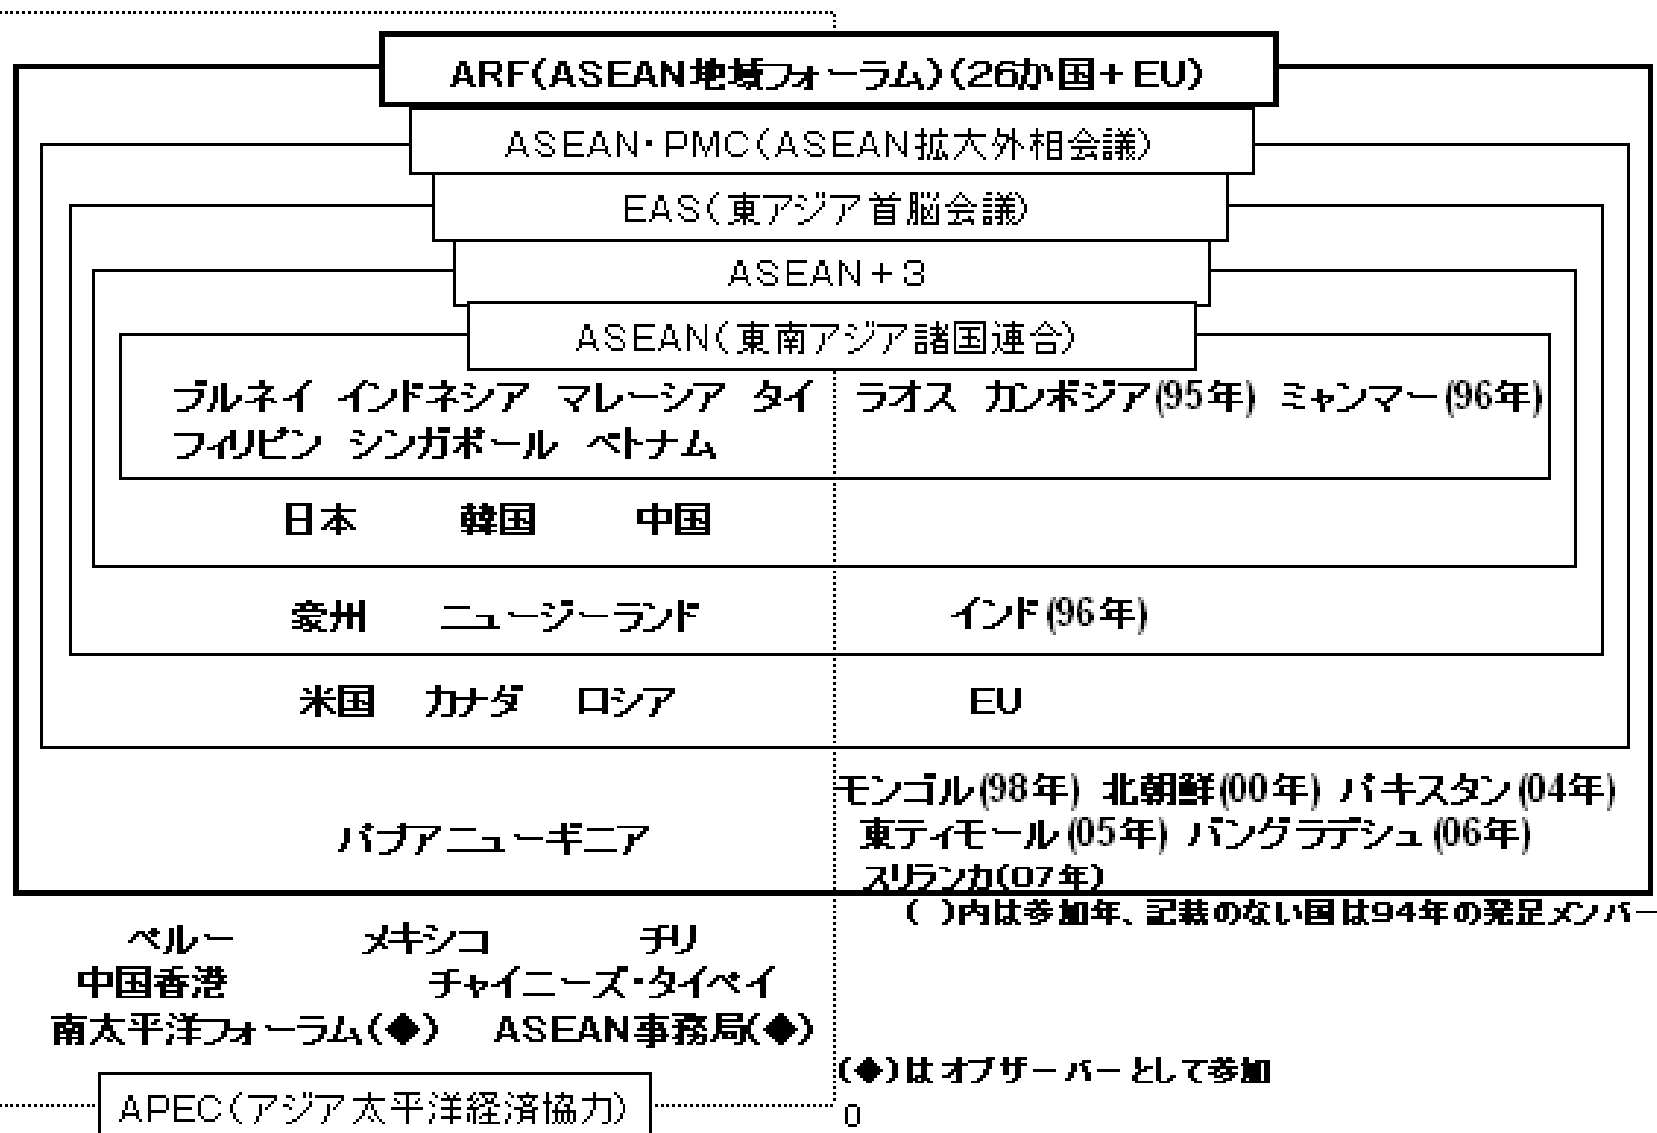 ARF(ASEAN地域フォーラム)(26か国+EU)
ASEAN・PMC(ASEAN拡大外相会議)
EAS(東アジア首脳会議)
ASEAN+3
ASEAN(東南アジア諸国連合)
ブルネイ インドネシア マレーシア タイ ラオス カンボジア(95年) ミャンマー(96年)
フィリピン シンガポール ベトナム
日本 韓国 中国
豪州 ニュージーランド インド(96年)
米国 カナダ ロシア EU
モンゴル(98年) 北朝鮮(00年) パキスタン(04年)
パプアニューギニア 東ティモール(05年) バングラデシュ(06年)
スリランカ(07年)
( )内は参加年、記載のない国は94年の発足メンバー
ペルー メキシコ チリ
中国香港 チャイニーズ・タイペイ
南太平洋フォーラム(◆) ASEAN事務局(◆)
(◆)はオブザーバーとして参加
APEC(アジア太平洋経済協力)
0